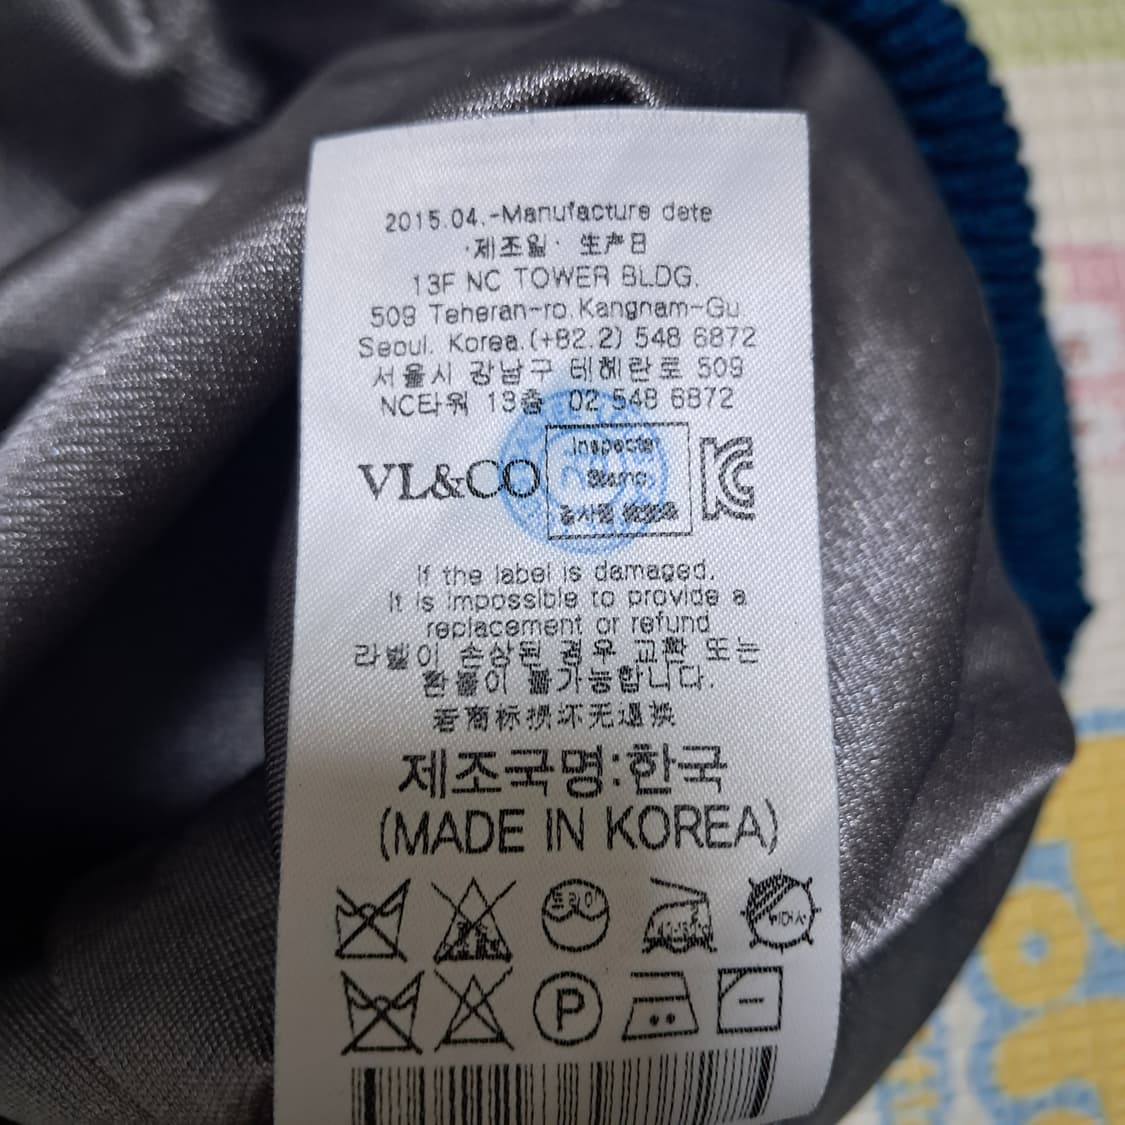 2015.04.-Manufacture date
·제조일· 生产日
13F NC TOWER BLDG.
509 Teheran-ro.Kangnam-Gu.
Seoul. Korea.(+82.2) 548 6872
서울시 강남구 테헤란로 509
NC타워 13층 02 548 6872
VL&CO
Inspecter
Stamp.
If the label is damaged.
It is impossible to provide a
replacement or refund
라벨이 손상된 경우 교환 또는
환불이 불가능합니다.
若商标损坏无退换
제조국명:한국
(MADE IN KOREA)
드라이
P